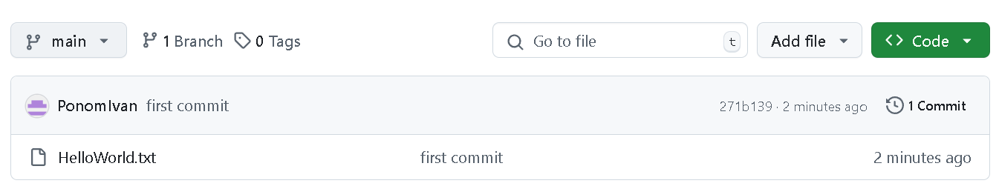 main 1 Branch 0 Tags Go to file t Add file Code
PonomIvan first commit 271b139 · 2 minutes ago 1 Commit
HelloWorld.txt first commit 2 minutes ago